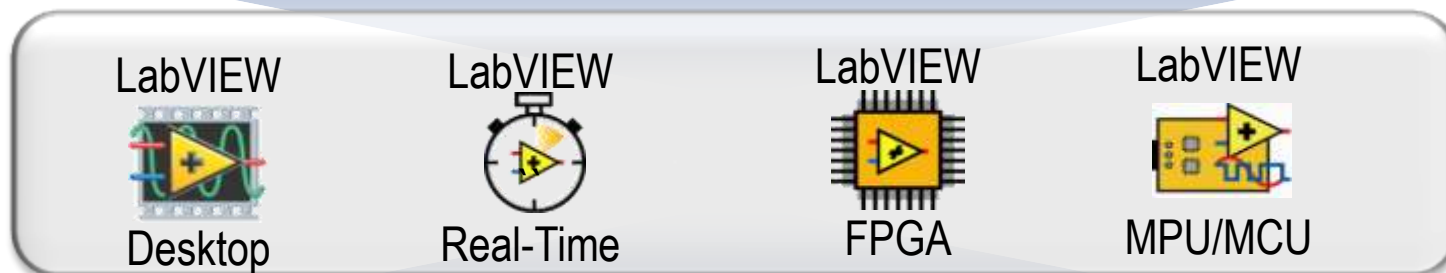 LabVIEW
Desktop
LabVIEW
Real-Time
LabVIEW
FPGA
LabVIEW
MPU/MCU